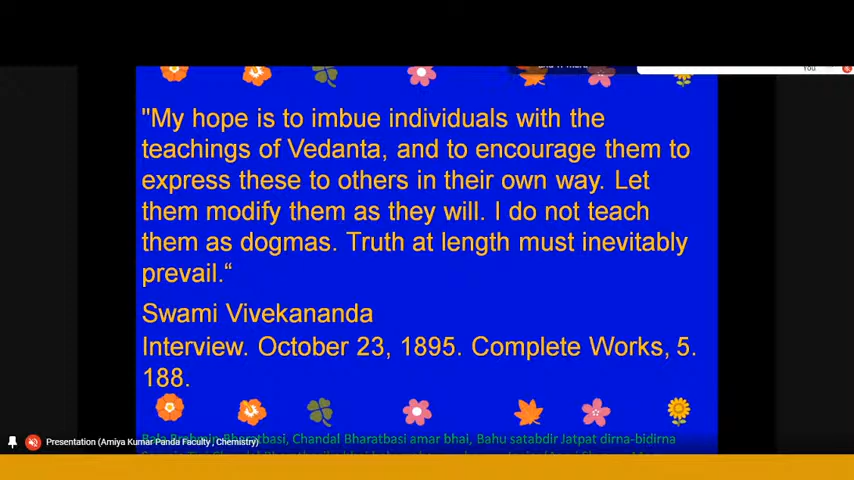 You
"My hope is to imbue individuals with the
teachings of Vedanta, and to encourage them to
express these to others in their own way. Let
them modify them as they will. I do not teach
them as dogmas. Truth at length must inevitably
prevail.“
Swami Vivekananda
Interview. October 23, 1895. Complete Works, 5.
188.
Bharatbasi, Chandal Bharatbasi amar bhai, Bahu satabdir Jatpat dirna-bidirna
Presentation (Amiya Kumar Panda Faculty , Chemistry)